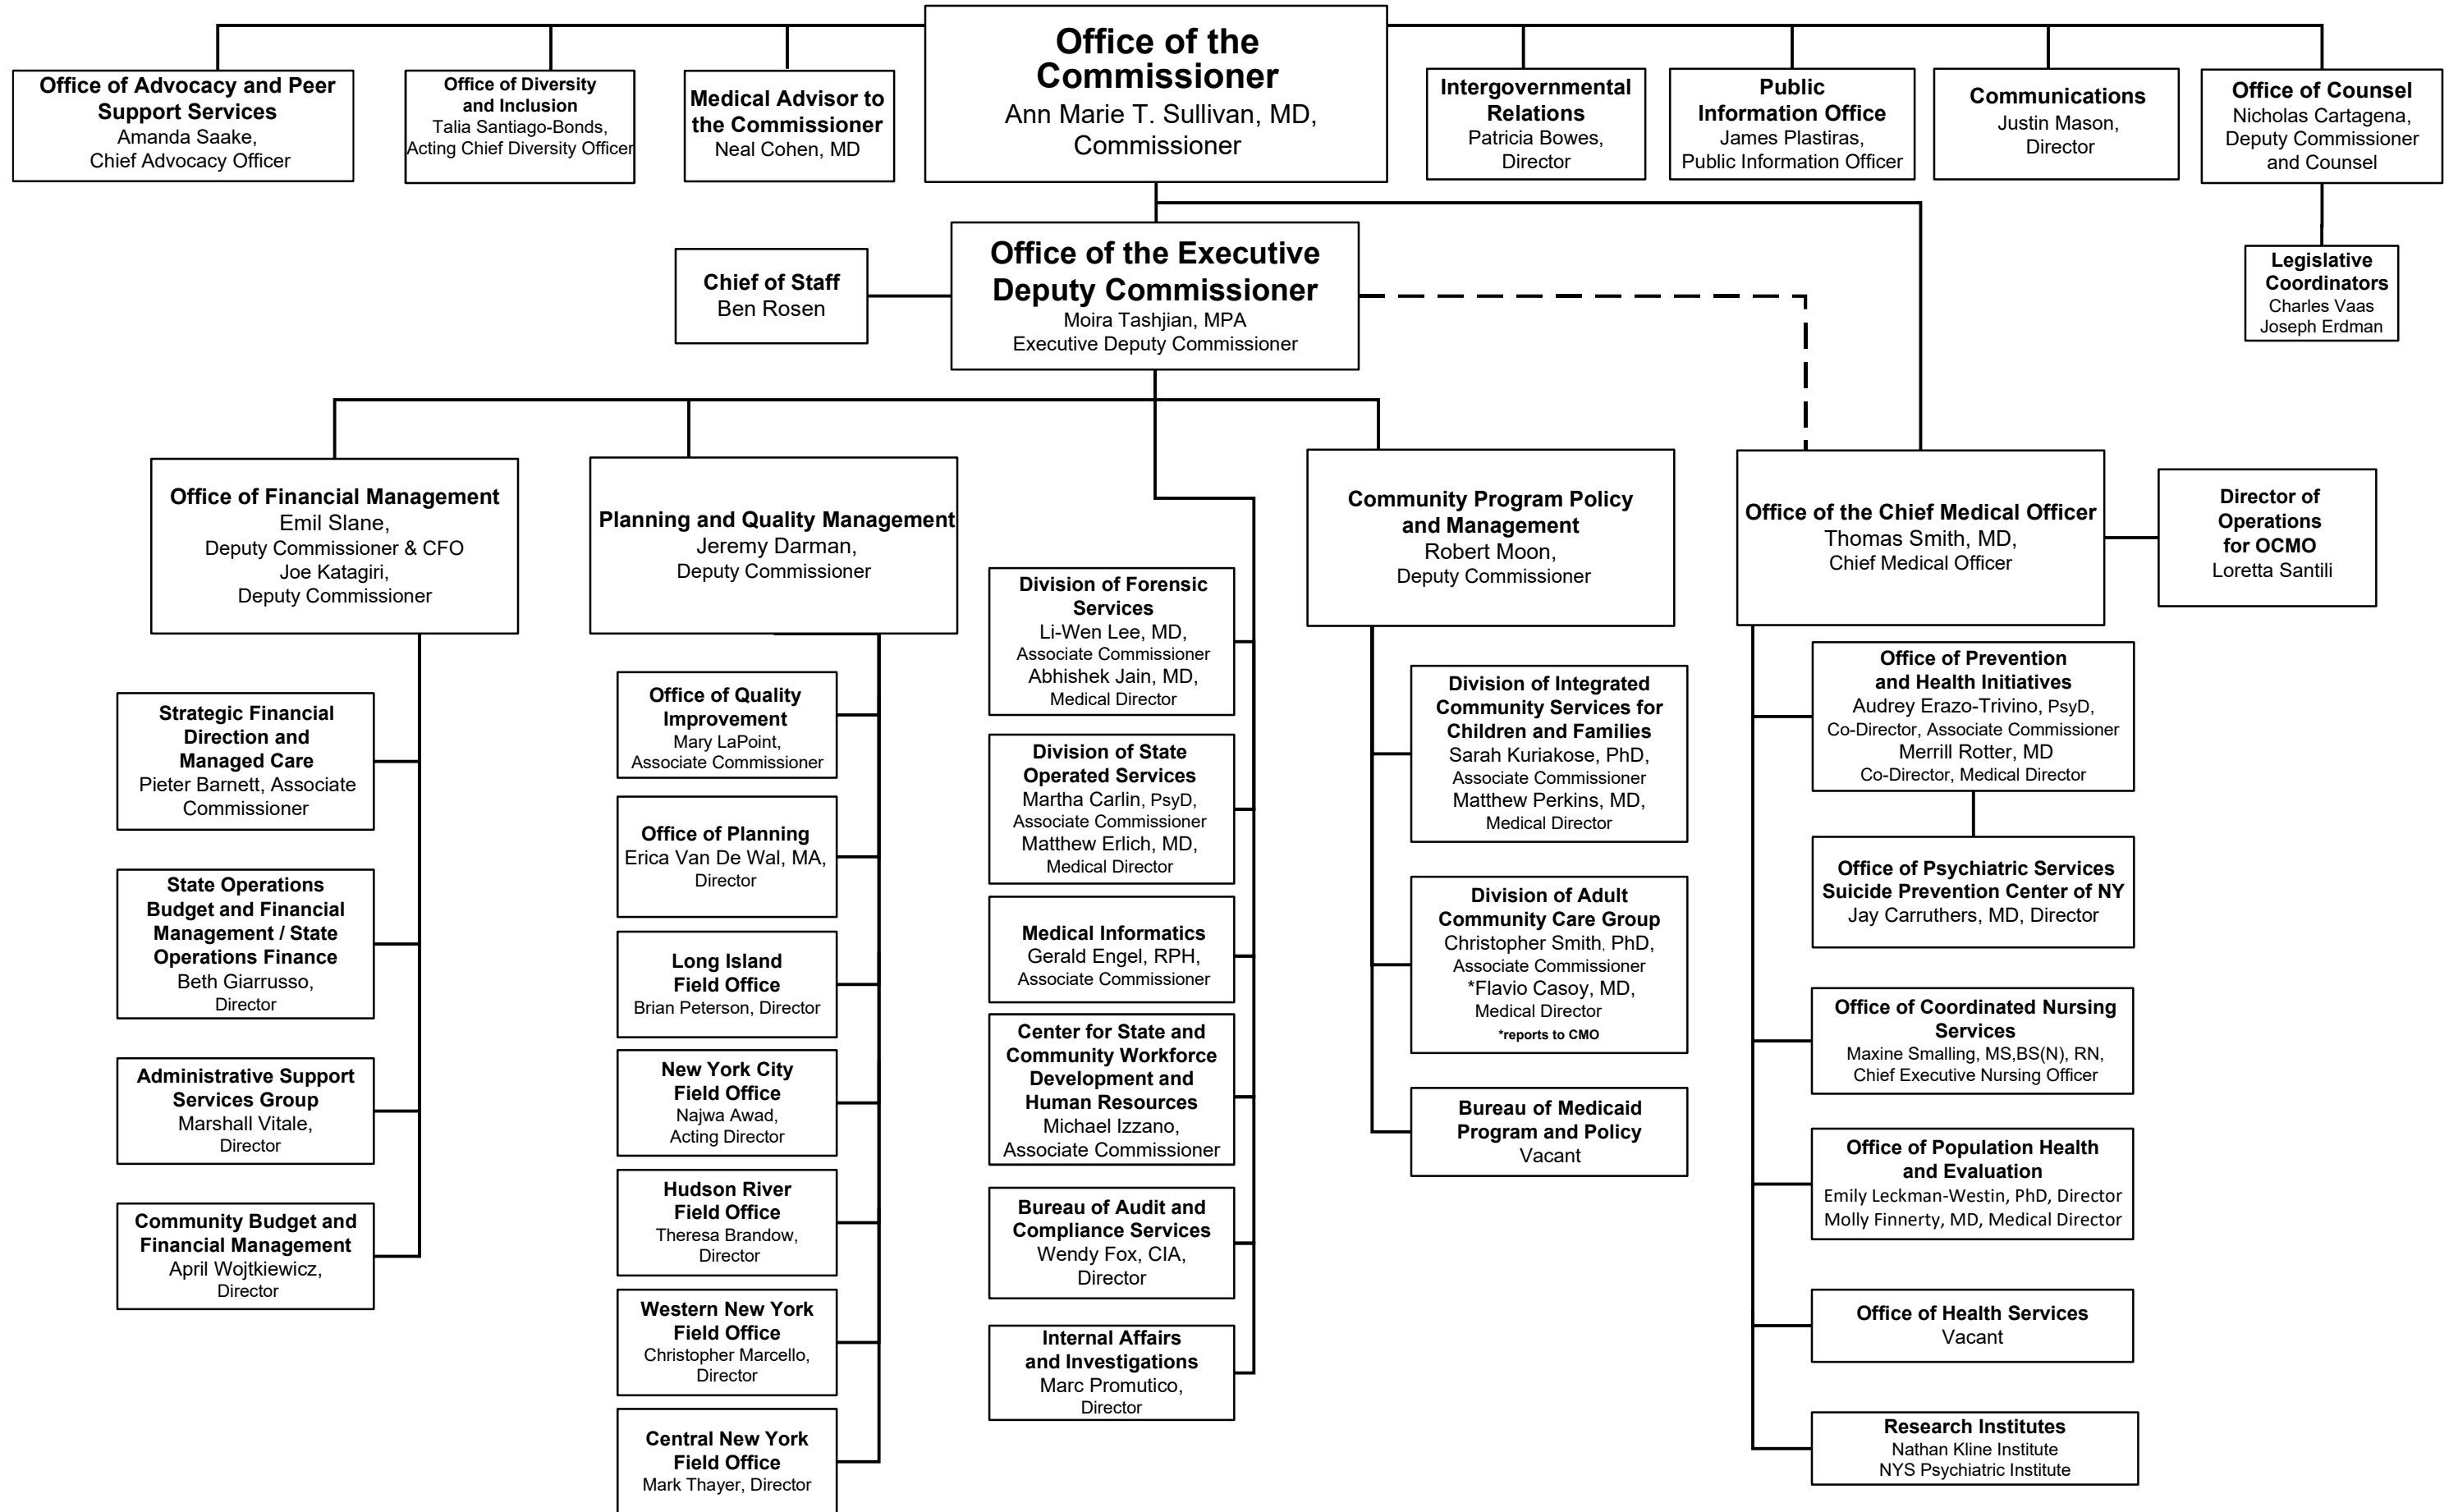 Office of the
Commissioner
Ann Marie T. Sullivan, MD,
Commissioner
Office of Advocacy and Peer
Support Services
Amanda Saake,
Chief Advocacy Officer
Office of Diversity
and Inclusion
Talia Santiago-Bonds,
Acting Chief Diversity Officer
Medical Advisor to
the Commissioner
Neal Cohen, MD
Intergovernmental
Relations
Patricia Bowes,
Director
Public
Information Office
James Plastiras,
Public Information Officer
Communications
Justin Mason,
Director
Office of Counsel
Nicholas Cartagena,
Deputy Commissioner
and Counsel
Legislative
Coordinators
Charles Vaas
Joseph Erdman
Chief of Staff
Ben Rosen
Office of the Executive
Deputy Commissioner
Moira Tashjian, MPA
Executive Deputy Commissioner
Office of Financial Management
Emil Slane,
Deputy Commissioner & CFO
Joe Katagiri,
Deputy Commissioner
Strategic Financial
Direction and
Managed Care
Pieter Barnett, Associate
Commissioner
State Operations
Budget and Financial
Management / State
Operations Finance
Beth Giarrusso,
Director
Administrative Support
Services Group
Marshall Vitale,
Director
Community Budget and
Financial Management
April Wojtkiewicz,
Director
Planning and Quality Management
Jeremy Darman,
Deputy Commissioner
Office of Quality
Improvement
Mary LaPoint,
Associate Commissioner
Office of Planning
Erica Van De Wal, MA,
Director
Long Island
Field Office
Brian Peterson, Director
New York City
Field Office
Najwa Awad,
Acting Director
Hudson River
Field Office
Theresa Brandow,
Director
Western New York
Field Office
Christopher Marcello,
Director
Central New York
Field Office
Mark Thayer, Director
Division of Forensic
Services
Li-Wen Lee, MD,
Associate Commissioner
Abhishek Jain, MD,
Medical Director
Division of State
Operated Services
Martha Carlin, PsyD,
Associate Commissioner
Matthew Erlich, MD,
Medical Director
Medical Informatics
Gerald Engel, RPH,
Associate Commissioner
Center for State and
Community Workforce
Development and
Human Resources
Michael Izzano,
Associate Commissioner
Bureau of Audit and
Compliance Services
Wendy Fox, CIA,
Director
Internal Affairs
and Investigations
Marc Promutico,
Director
Community Program Policy
and Management
Robert Moon,
Deputy Commissioner
Division of Integrated
Community Services for
Children and Families
Sarah Kuriakose, PhD,
Associate Commissioner
Matthew Perkins, MD,
Medical Director
Division of Adult
Community Care Group
Christopher Smith, PhD,
Associate Commissioner
*Flavio Casoy, MD,
Medical Director
*reports to CMO
Bureau of Medicaid
Program and Policy
Vacant
Office of the Chief Medical Officer
Thomas Smith, MD,
Chief Medical Officer
Director of
Operations
for OCMO
Loretta Santili
Office of Prevention
and Health Initiatives
Audrey Erazo-Trivino, PsyD,
Co-Director, Associate Commissioner
Merrill Rotter, MD
Co-Director, Medical Director
Office of Psychiatric Services
Suicide Prevention Center of NY
Jay Carruthers, MD, Director
Office of Coordinated Nursing
Services
Maxine Smalling, MS,BS(N), RN,
Chief Executive Nursing Officer
Office of Population Health
and Evaluation
Emily Leckman-Westin, PhD, Director
Molly Finnerty, MD, Medical Director
Office of Health Services
Vacant
Research Institutes
Nathan Kline Institute
NYS Psychiatric Institute